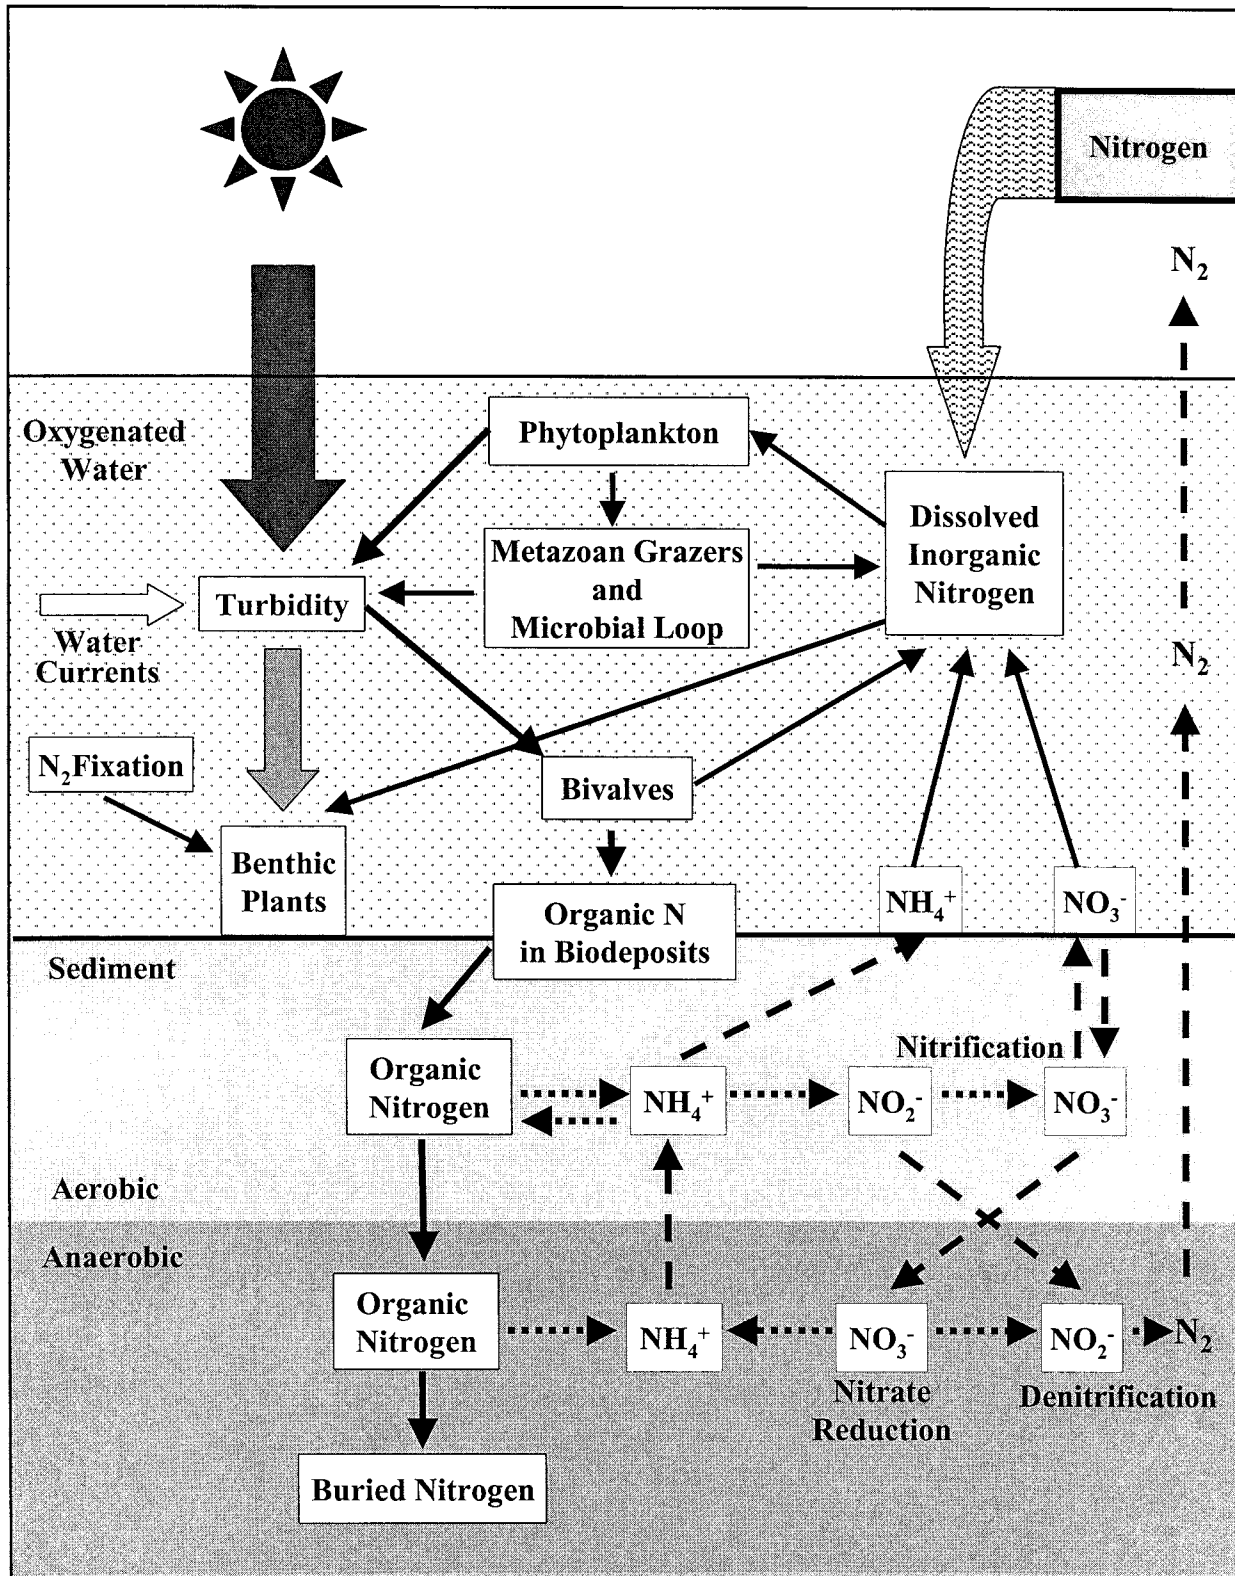 Nitrogen
N₂
Oxygenated
Water
Phytoplankton
Dissolved
Inorganic
Nitrogen
Metazoan Grazers
and
Microbial Loop
Turbidity
Water
Currents
N₂
N₂Fixation
Bivalves
Benthic
Plants
Organic N
in Biodeposits
NH₄⁺
NO₃⁻
Sediment
Nitrification
Organic
Nitrogen
NH₄⁺
NO₂⁻
NO₃⁻
Aerobic
Anaerobic
Organic
Nitrogen
NH₄⁺
NO₃⁻
NO₂⁻
N₂
Nitrate
Reduction
Denitrification
Buried Nitrogen